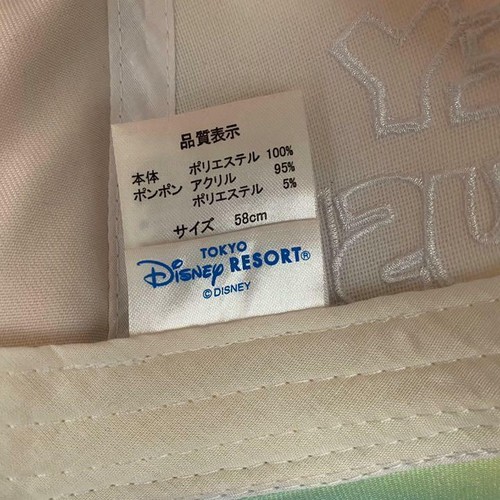 品質表示
本体 ポリエステル 100%
ポンポン アクリル 95%
ポリエステル 5%
サイズ 58cm
TOKYO
Disney RESORT®
©DISNEY